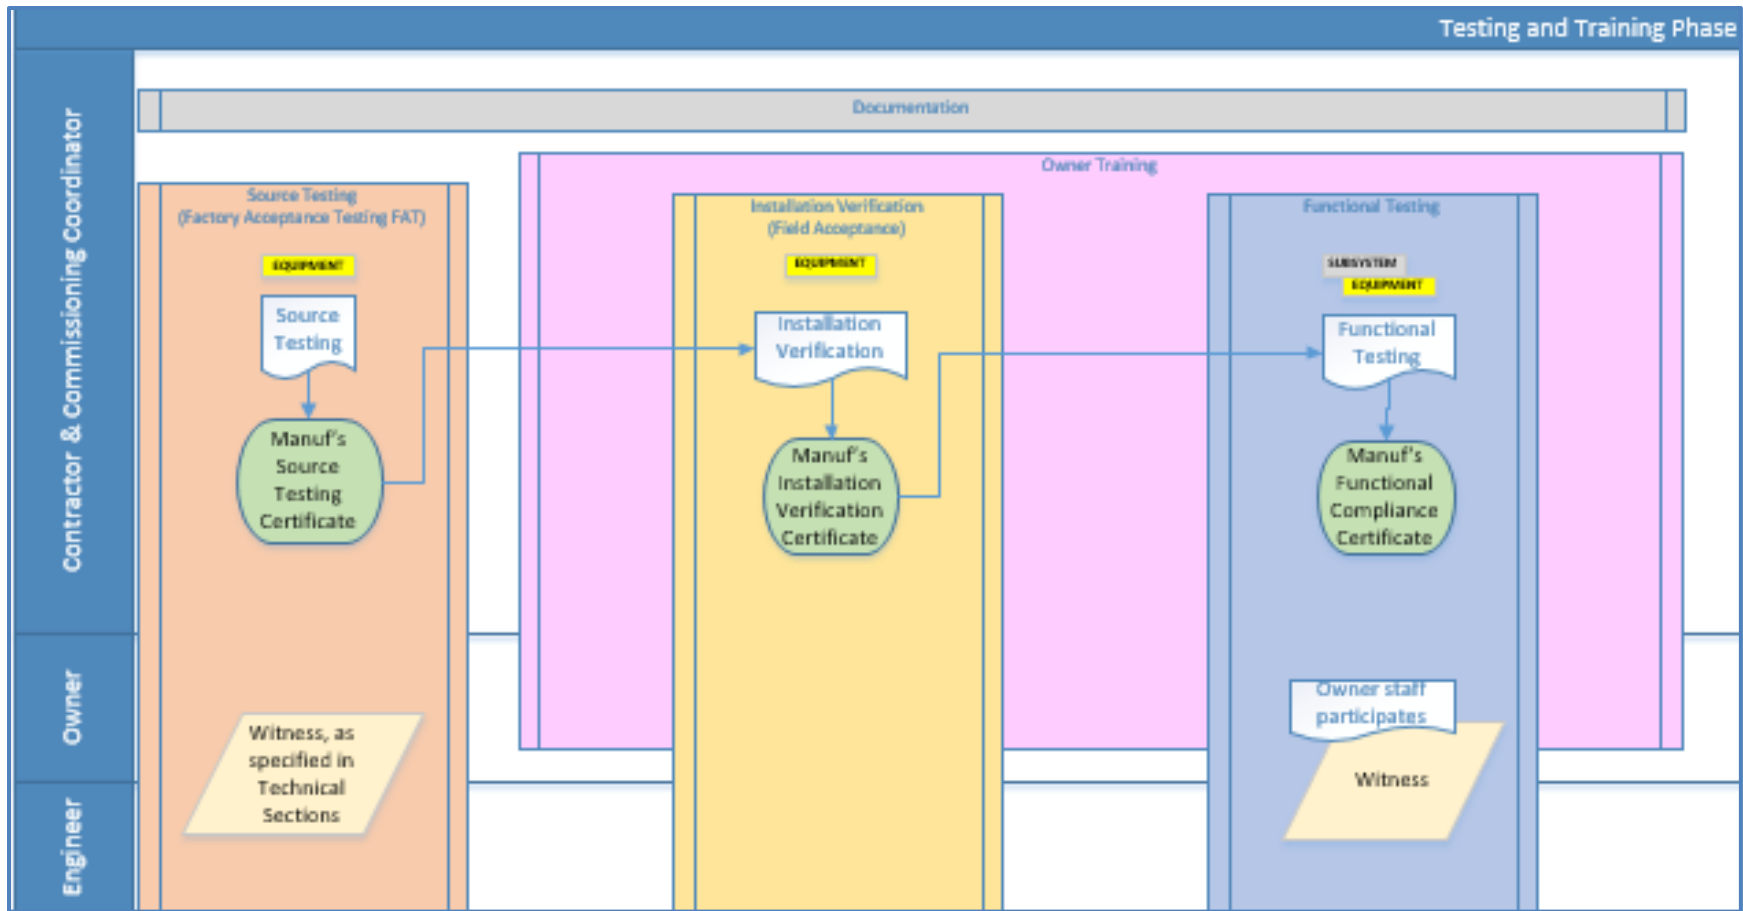 Testing and Training Phase
Contractor & Commissioning Coordinator
Documentation
Owner Training
Source Testing
(Factory Acceptance Testing FAT)
EQUIPMENT
Source
Testing
Manuf's
Source
Testing
Certificate
Installation Verification
(Field Acceptance)
EQUIPMENT
Installation
Verification
Manuf's
Installation
Verification
Certificate
Functional Testing
SUBSYSTEM
EQUIPMENT
Functional
Testing
Manuf's
Functional
Compliance
Certificate
Owner
Witness, as
specified in
Technical
Sections
Owner staff
participates
Witness
Engineer